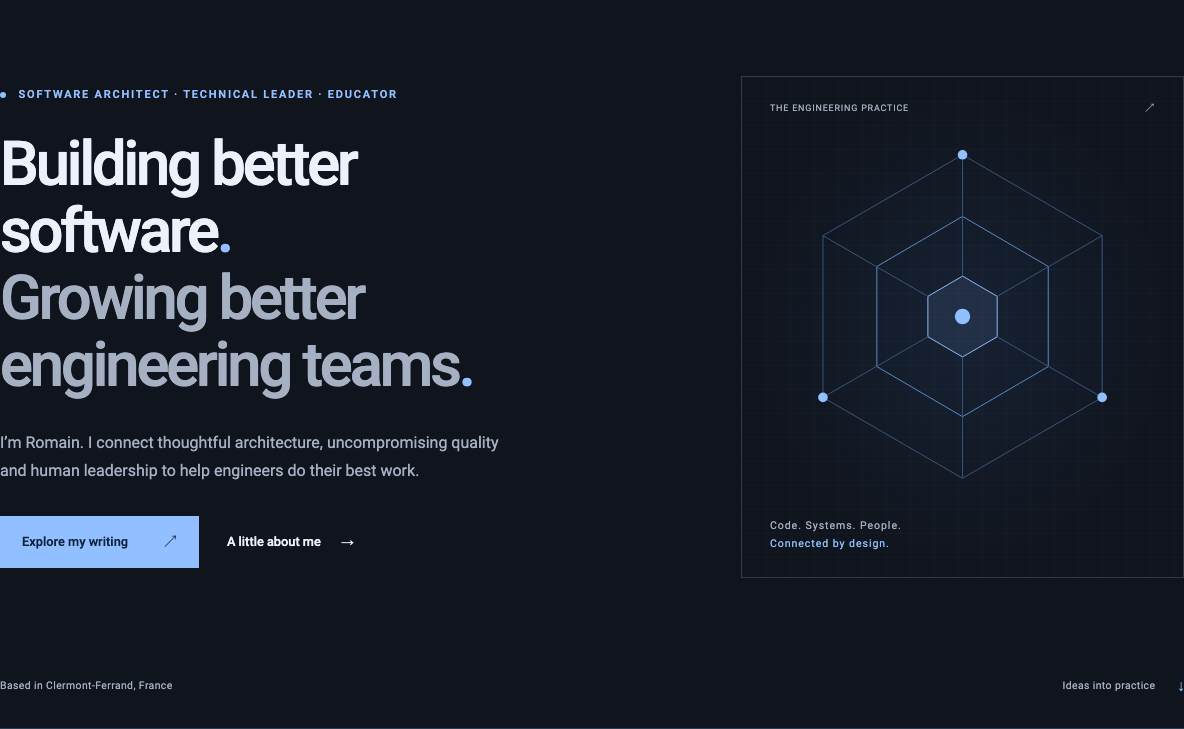 SOFTWARE ARCHITECT · TECHNICAL LEADER · EDUCATOR
Building better
software.
Growing better
engineering teams.
I’m Romain. I connect thoughtful architecture, uncompromising quality
and human leadership to help engineers do their best work.
Explore my writing ↗
A little about me →
THE ENGINEERING PRACTICE ↗
Code. Systems. People.
Connected by design.
Based in Clermont-Ferrand, France
Ideas into practice ↓